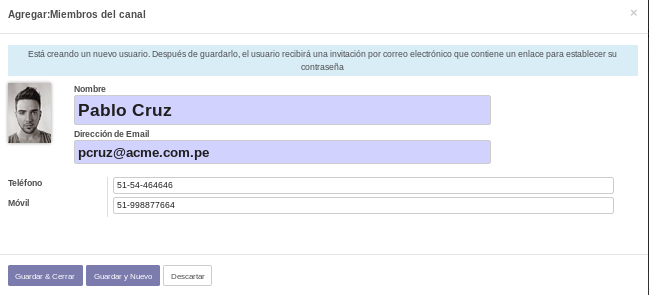 Agregar:Miembros del canal
×
Está creando un nuevo usuario. Después de guardarlo, el usuario recibirá una invitación por correo electrónico que contiene un enlace para establecer su
contraseña
Nombre
Pablo Cruz
Dirección de Email
pcruz@acme.com.pe
Teléfono
51-54-464646
Móvil
51-998877664
Guardar & Cerrar
Guardar y Nuevo
Descartar